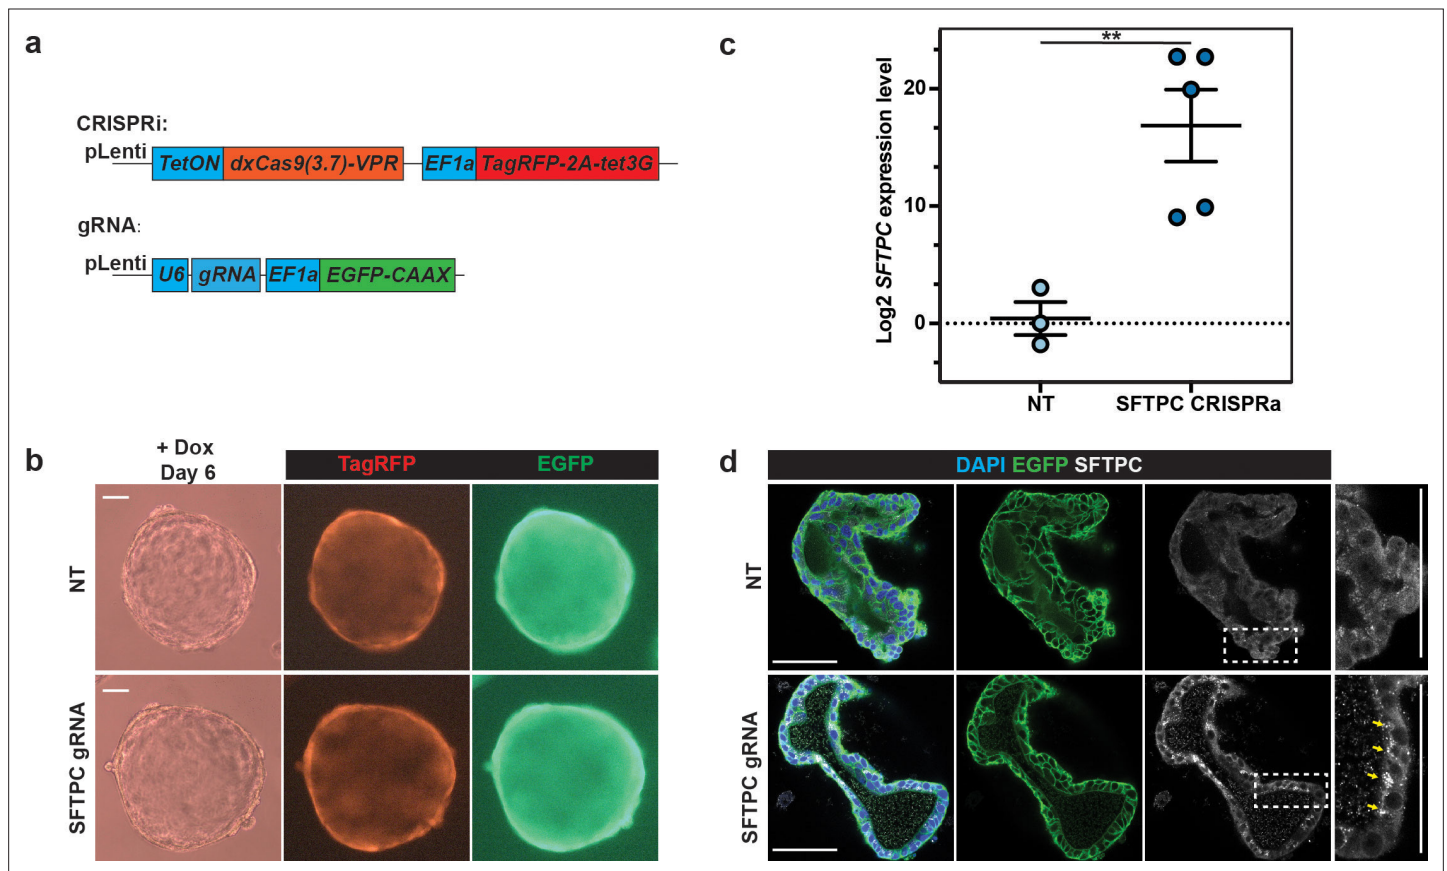 a
CRISPRi:
pLenti TetON dxCas9(3.7)-VPR EF1a TagRFP-2A-tet3G
gRNA:
pLenti U6 gRNA EF1a EGFP-CAAX
b
+ Dox
Day 6
TagRFP EGFP
NT
SFTPC gRNA
c
**
Log2 SFTPC expression level
20
10
0
NT SFTPC CRISPRa
d
DAPI EGFP SFTPC
NT
SFTPC gRNA